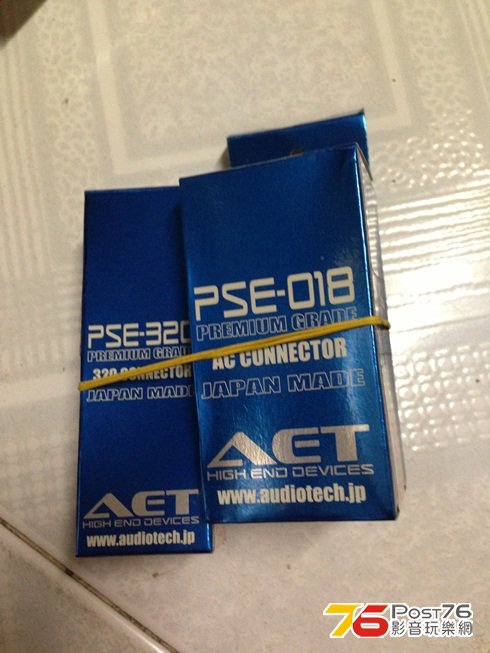 PSE-320
PREMIUM GRADE
320 CONNECTOR
JAPAN MADE
AET
HIGH END DEVICES
www.audiotech.jp
PSE-018
PREMIUM GRADE
AC CONNECTOR
JAPAN MADE
AET
HIGH END DEVICES
www.audiotech.jp
76 POST76
影音玩樂網